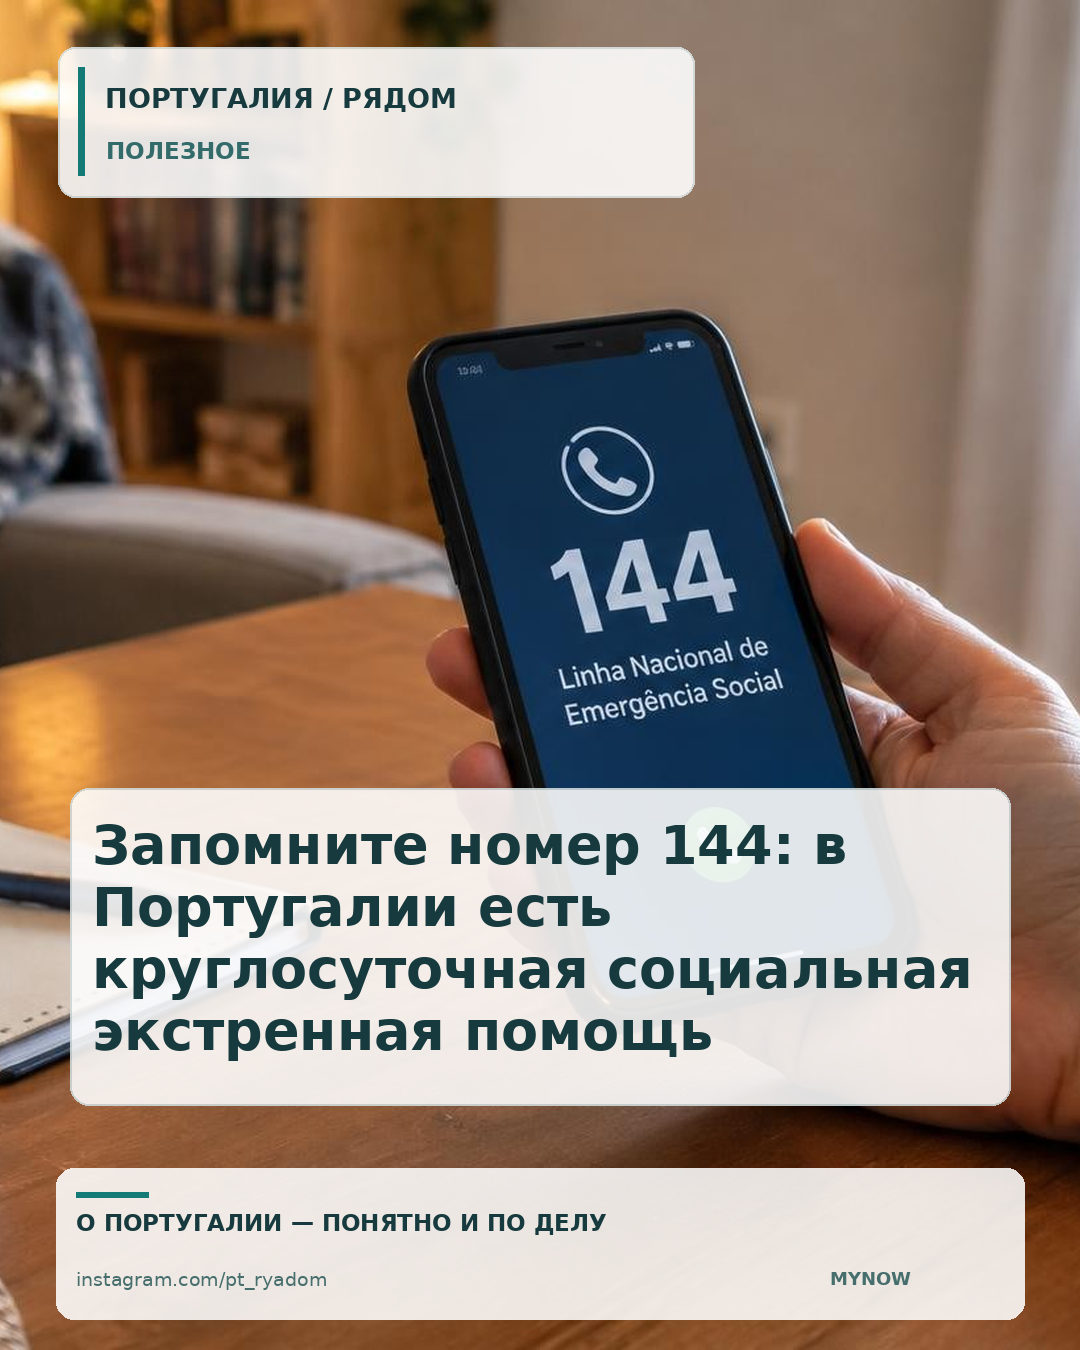 ПОРТУГАЛИЯ / РЯДОМ
ПОЛЕЗНОЕ
144
Linha Nacional de
Emergência Social
Запомните номер 144: в
Португалии есть
круглосуточная социальная
экстренная помощь
О ПОРТУГАЛИИ — ПОНЯТНО И ПО ДЕЛУ
instagram.com/pt_ryadom
MYNOW